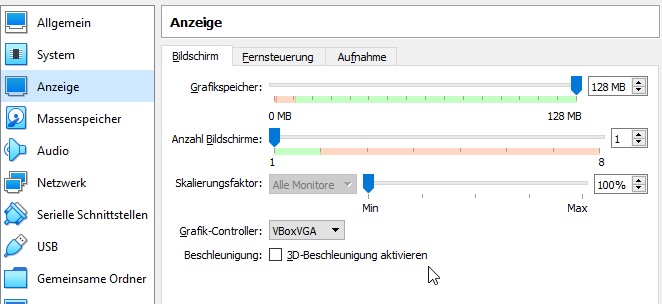 Allgemein
System
Anzeige
Massenspeicher
Audio
Netzwerk
Serielle Schnittstellen
USB
Gemeinsame Ordner
Anzeige
Bildschirm Fernsteuerung Aufnahme
Grafikspeicher: 128 MB
0 MB 128 MB
Anzahl Bildschirme: 1
1 8
Skalierungsfaktor: Alle Monitore 100%
Min Max
Grafik-Controller: VBoxVGA
Beschleunigung: 3D-Beschleunigung aktivieren